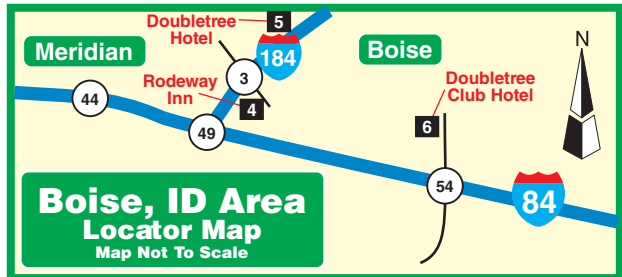 Doubletree
Hotel
5
Meridian
184
Boise
N
Rodeway
Inn
3
Doubletree
Club Hotel
44
4
6
49
54
84
Boise, ID Area
Locator Map
Map Not To Scale